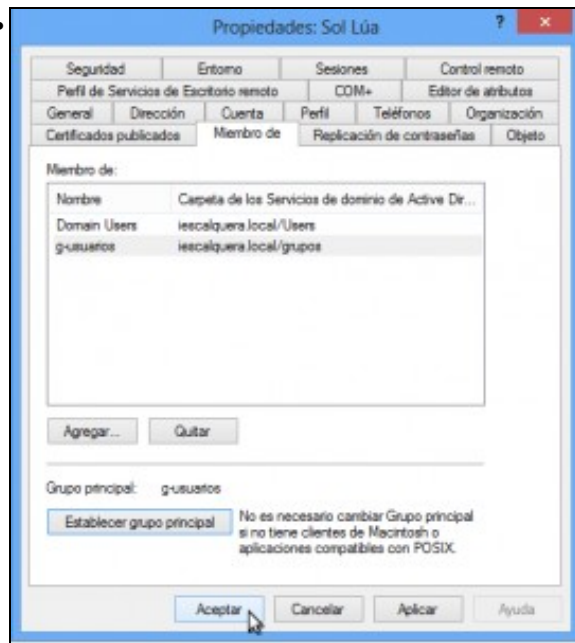 Propiedades: Sol Lúa
?
Seguridad Entorno Sesiones Control remoto
Perfil de Servicios de Escritorio remoto COM+ Editor de atributos
General Dirección Cuenta Perfil Teléfonos Organización
Certificados publicados Miembro de Replicación de contraseñas Objeto
Miembro de:
Nombre Carpeta de los Servicios de dominio de Active Dir...
Domain Users iescalquera.local/Users
g-usuarios iescalquera.local/grupos
Agregar... Quitar
Grupo principal: g-usuarios
Establecer grupo principal
No es necesario cambiar Grupo principal
si no tiene clientes de Macintosh o
aplicaciones compatibles con POSIX.
Aceptar Cancelar Aplicar Ayuda